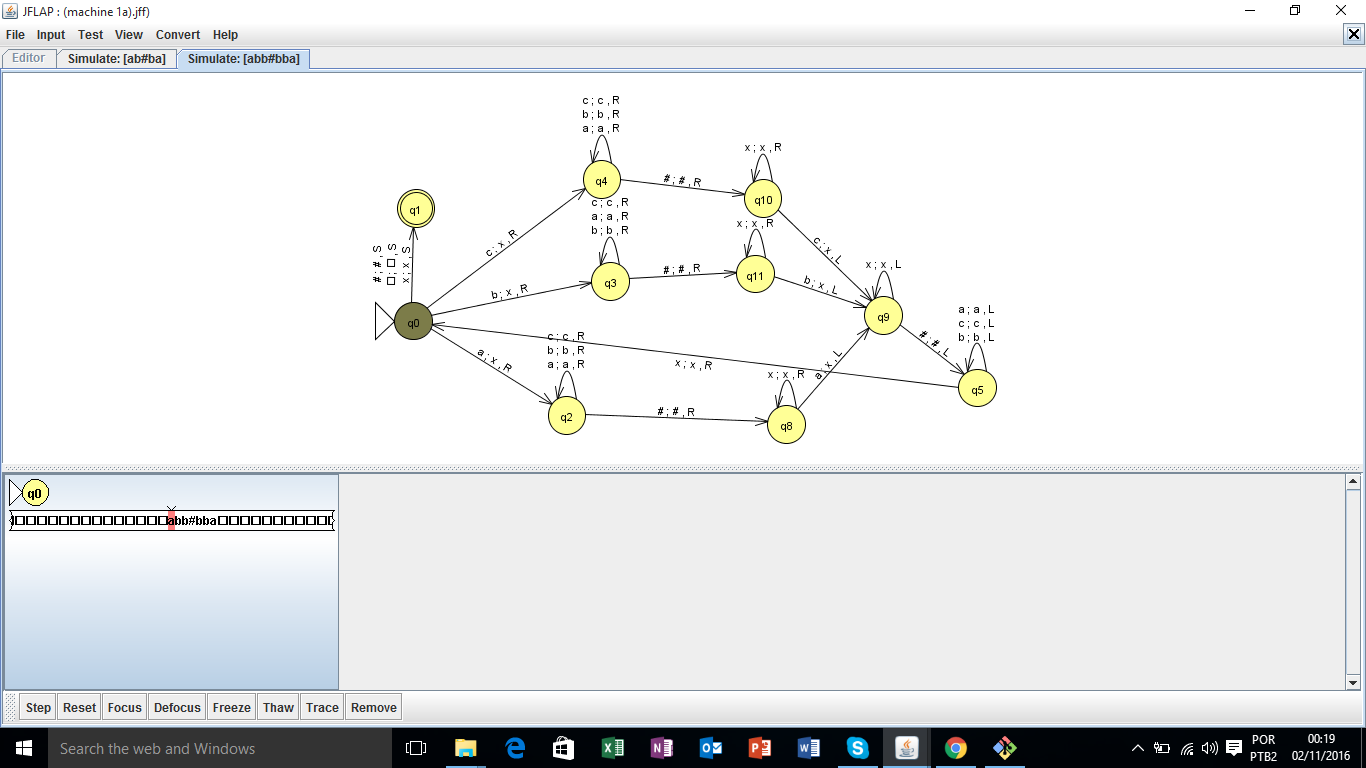 JFLAP : (machine 1a).jff)
File Input Test View Convert Help
Editor Simulate: [ab#ba] Simulate: [abb#bba]
c ; c , R
b ; b , R
a ; a , R
x ; x , R
q4
# ; # , R
q10
q1
c ; c , R
a ; a , R
b ; b , R
x ; x , R
# ; # , S
□ ; □ , S
x ; x , S
c ; x , R
c ; x , L
q3
# ; # , R
q11
x ; x , L
b ; x , R
b ; x , L
q9
a ; a , L
c ; c , L
b ; b , L
q0
# ; # , L
c ; c , R
b ; b , R
a ; a , R
a ; x , R
x ; x , R
a ; x , L
x ; x , R
q5
q2
# ; # , R
q8
q0
□□□□□□□□□□□□□□abb#bba□□□□□□□□□□
Step Reset Focus Defocus Freeze Thaw Trace Remove
Search the web and Windows
POR
PTB2
00:19
02/11/2016